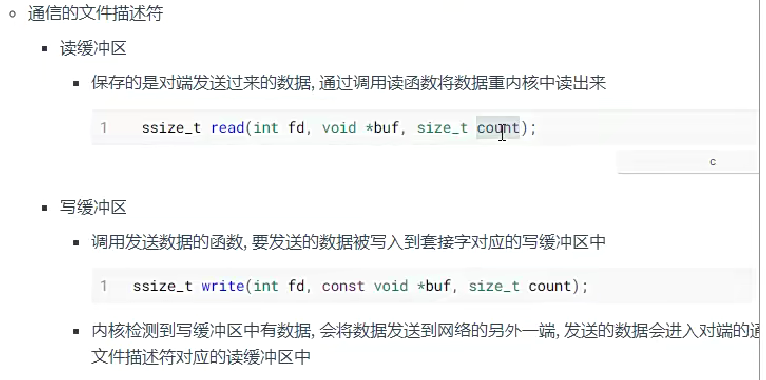 通信的文件描述符
读缓冲区
保存的是对端发送过来的数据, 通过调用读函数将数据重内核中读出来
1 ssize_t read(int fd, void *buf, size_t count);
c
写缓冲区
调用发送数据的函数, 要发送的数据被写入到套接字对应的写缓冲区中
1 ssize_t write(int fd, const void *buf, size_t count);
内核检测到写缓冲区中有数据, 会将数据发送到网络的另外一端, 发送的数据会进入对端的
文件描述符对应的读缓冲区中